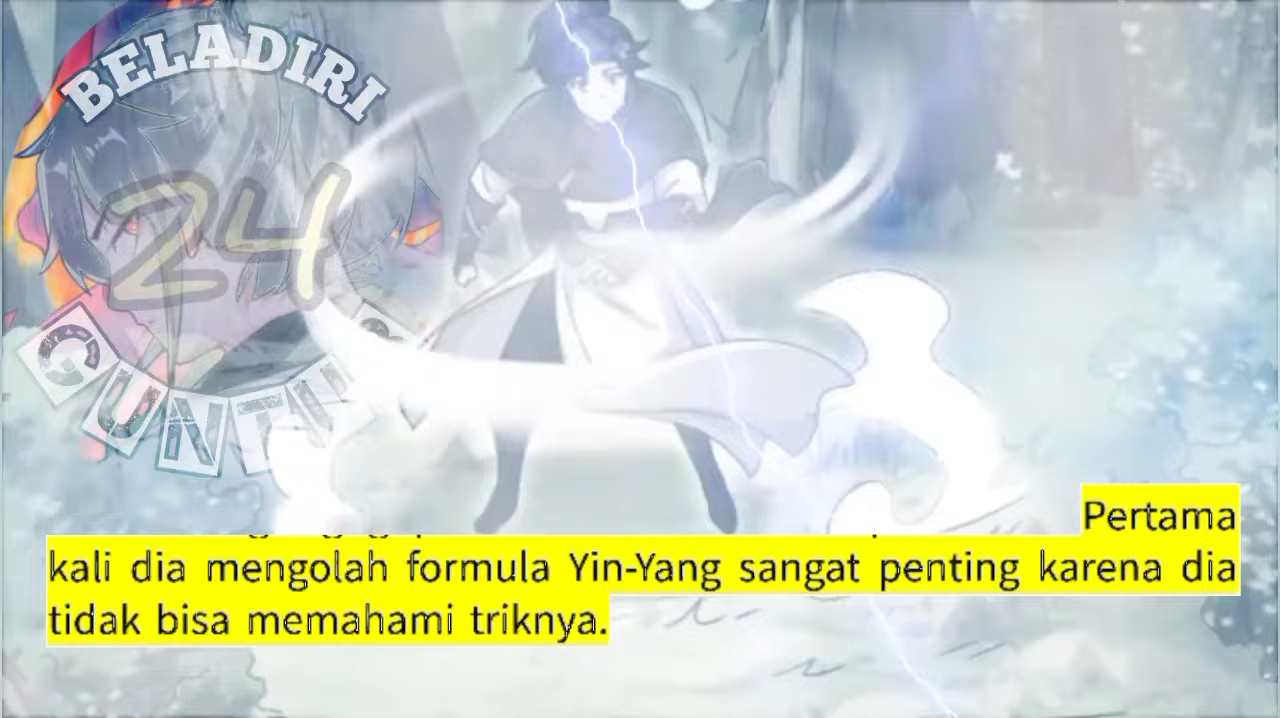 BELADIRI
24
Pertama
kali dia mengolah formula Yin-Yang sangat penting karena dia
tidak bisa memahami triknya.